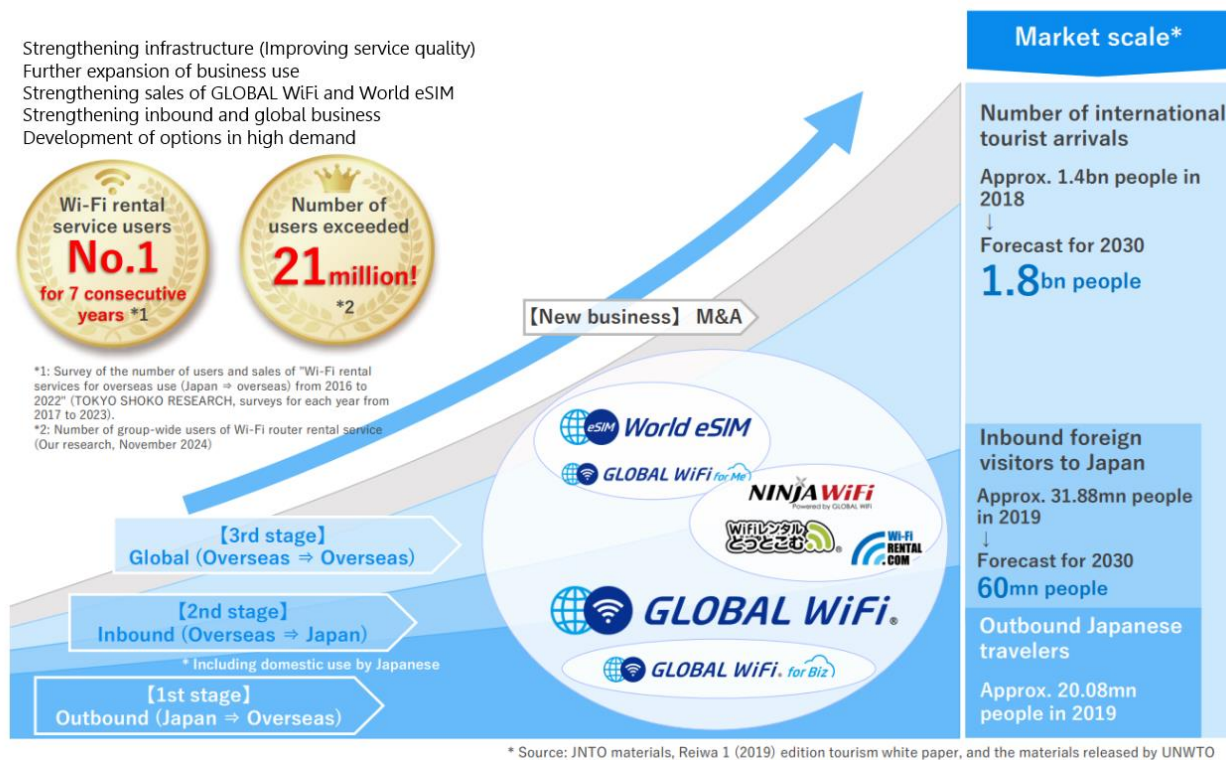 Strengthening infrastructure (Improving service quality)
Further expansion of business use
Strengthening sales of GLOBAL WiFi and World eSIM
Strengthening inbound and global business
Development of options in high demand
Wi-Fi rental
service users
No.1
for 7 consecutive
years *1
Number of
users exceeded
21 million!
*2
*1: Survey of the number of users and sales of "Wi-Fi rental
services for overseas use (Japan ⇒ overseas) from 2016 to
2022" (TOKYO SHOKO RESEARCH, surveys for each year from
2017 to 2023).
*2: Number of group-wide users of Wi-Fi router rental service
(Our research, November 2024)
【New business】 M&A
eSIM World eSIM
GLOBAL WiFi for Me
NINJA WiFi
Powered by GLOBAL WiFi
WiFiレンタル
どっとこむ®
Wi-Fi
RENTAL
.COM
GLOBAL WiFi®
GLOBAL WiFi® for Biz
【3rd stage】
Global (Overseas ⇒ Overseas)
【2nd stage】
Inbound (Overseas ⇒ Japan)
* Including domestic use by Japanese
【1st stage】
Outbound (Japan ⇒ Overseas)
Market scale*
Number of international
tourist arrivals
Approx. 1.4bn people in
2018
↓
Forecast for 2030
1.8bn people
Inbound foreign
visitors to Japan
Approx. 31.88mn people
in 2019
↓
Forecast for 2030
60mn people
Outbound Japanese
travelers
Approx. 20.08mn
people in 2019
* Source: JNTO materials, Reiwa 1 (2019) edition tourism white paper, and the materials released by UNWTO